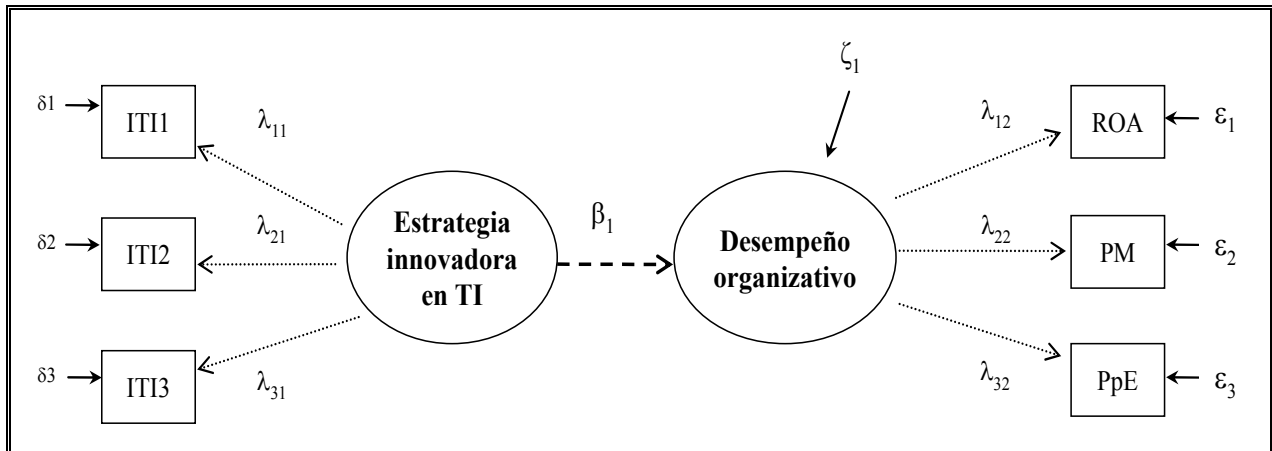 ζ1
δ1
ITI1
λ11
λ12
ROA
ε1
δ2
ITI2
λ21
Estrategia
innovadora
en TI
β1
Desempeño
organizativo
λ22
PM
ε2
δ3
ITI3
λ31
λ32
PpE
ε3